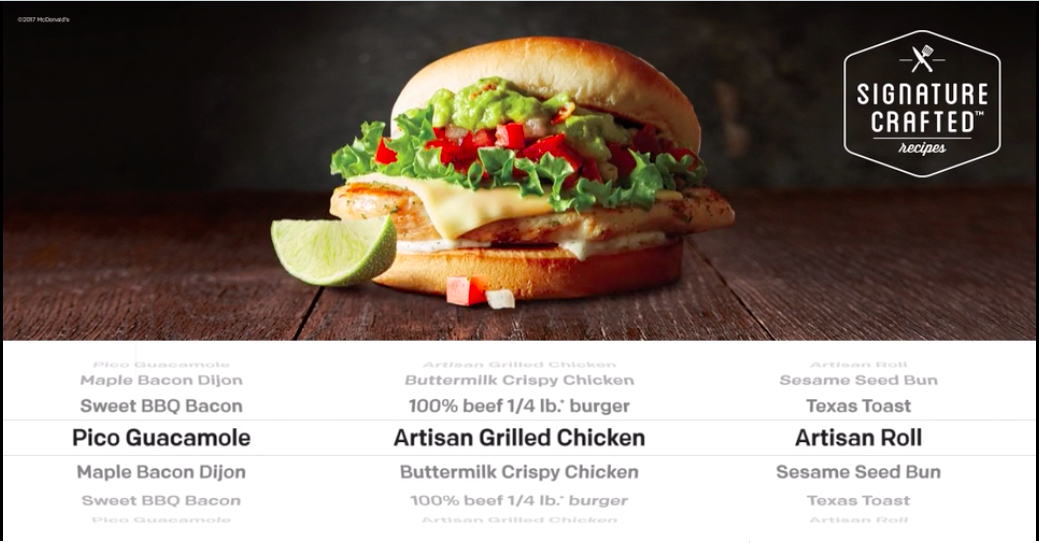 ©2017 McDonald's
SIGNATURE
CRAFTED™
recipes
Pico Guacamole Artisan Grilled Chicken Artisan Roll
Maple Bacon Dijon Buttermilk Crispy Chicken Sesame Seed Bun
Sweet BBQ Bacon 100% beef 1/4 lb.* burger Texas Toast
Pico Guacamole Artisan Grilled Chicken Artisan Roll
Maple Bacon Dijon Buttermilk Crispy Chicken Sesame Seed Bun
Sweet BBQ Bacon 100% beef 1/4 lb.* burger Texas Toast
Pico Guacamole Artisan Grilled Chicken Artisan Roll